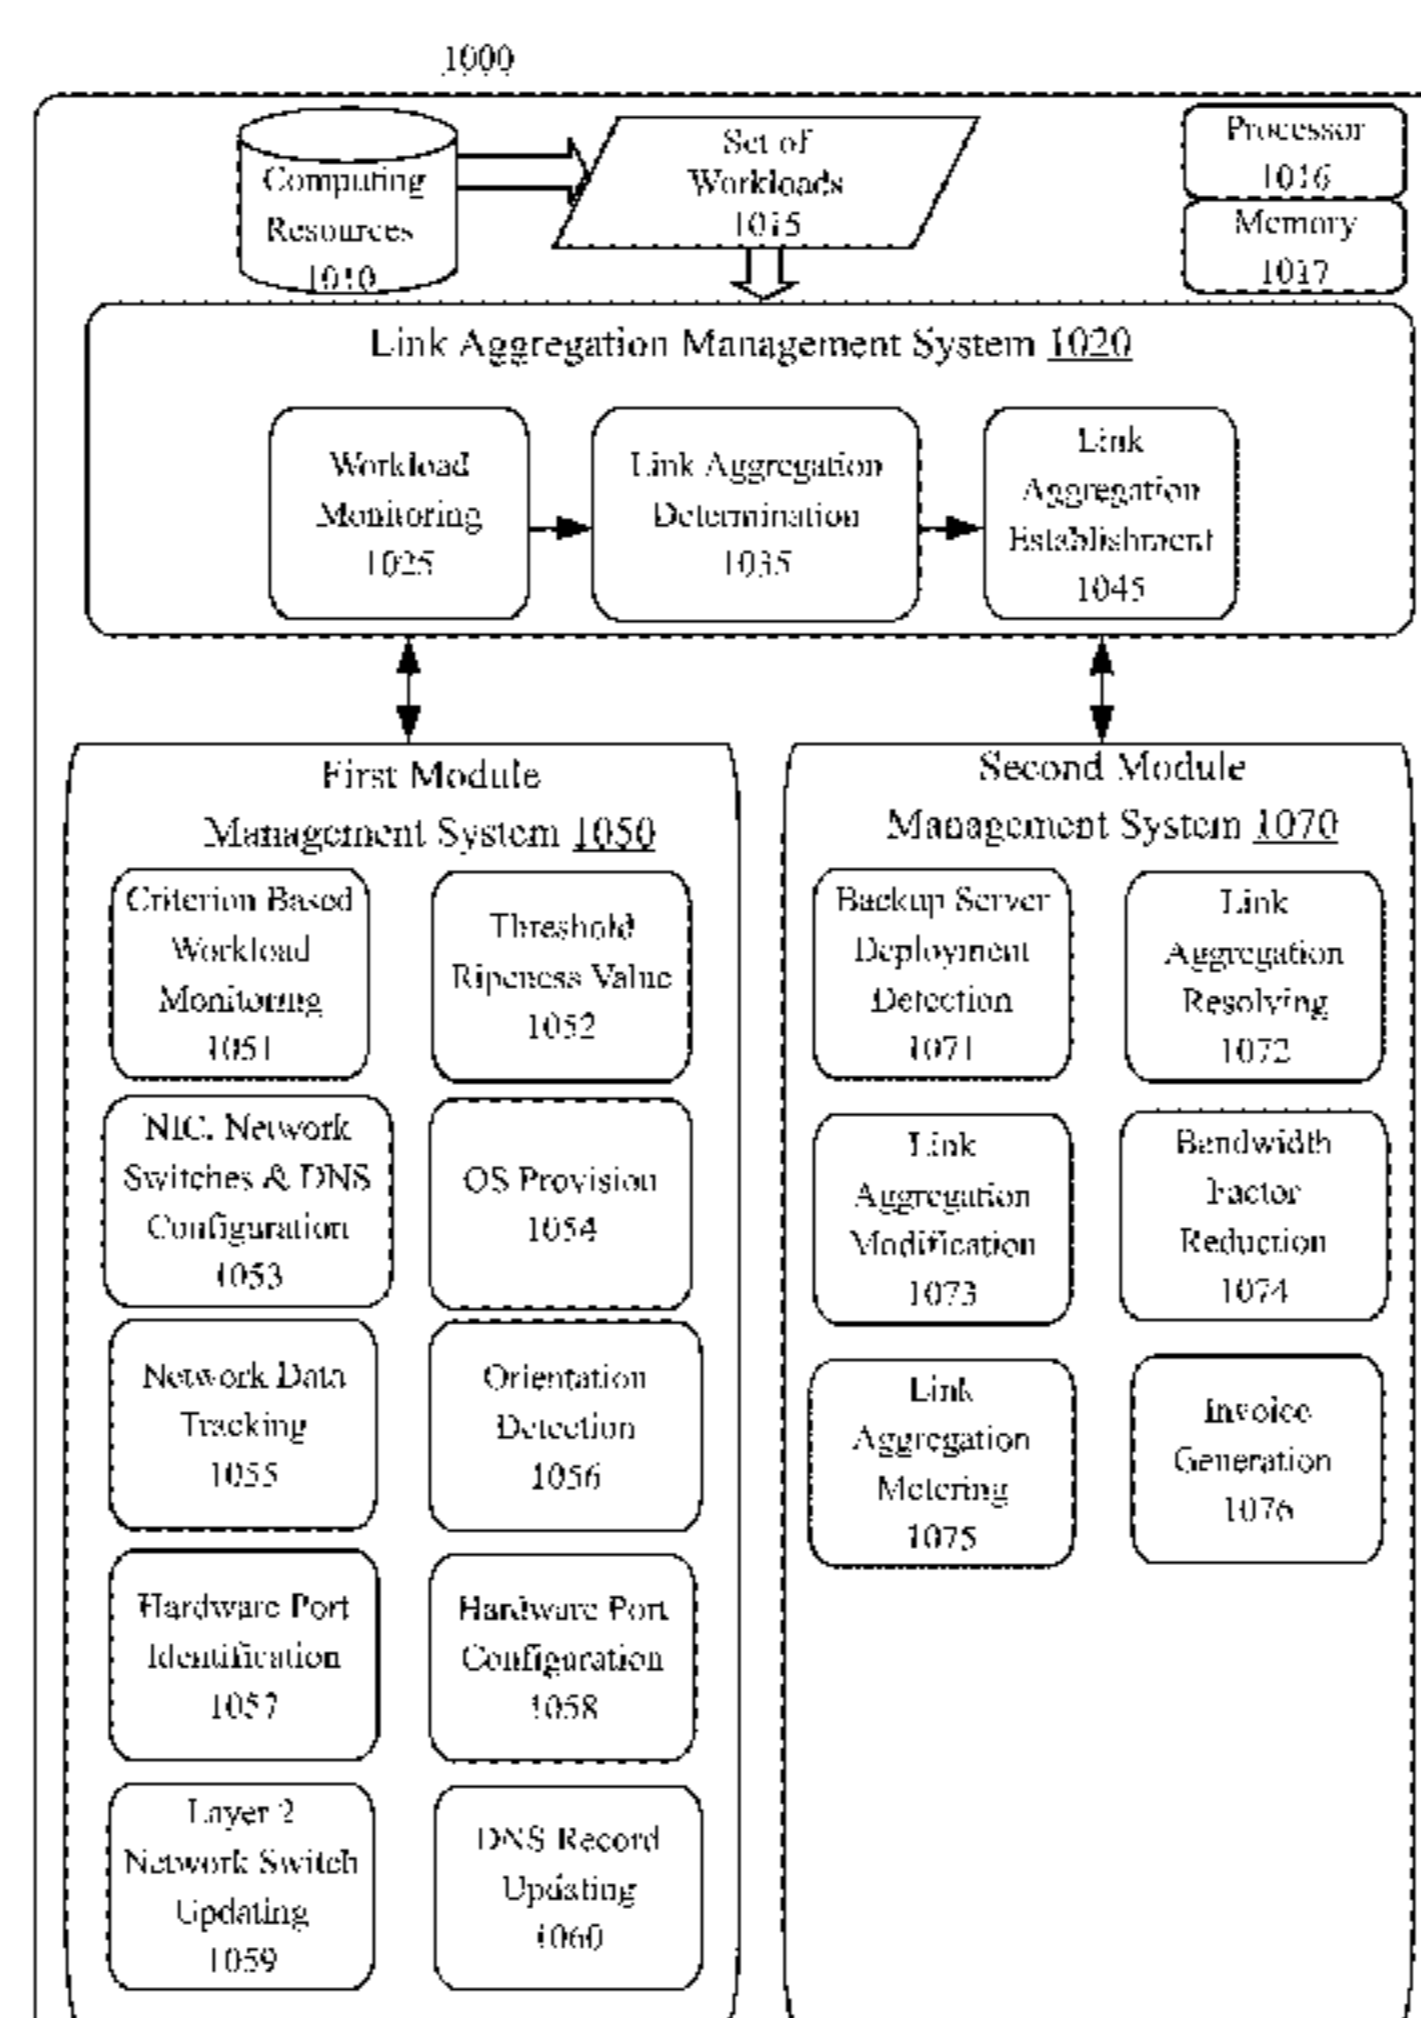 1000
Computing
Resources
1010
Set of
Workloads
1015
Processor
1016
Memory
1017
Link Aggregation Management System 1020
Workload
Monitoring
1025
Link Aggregation
Determination
1035
Link
Aggregation
Establishment
1045
First Module
Management System 1050
Criterion Based
Workload
Monitoring
1051
Threshold
Ripeness Value
1052
NIC, Network
Switches & DNS
Configuration
1053
OS Provision
1054
Network Data
Tracking
1055
Orientation
Detection
1056
Hardware Port
Identification
1057
Hardware Port
Configuration
1058
Layer 2
Network Switch
Updating
1059
DNS Record
Updating
1060
Second Module
Management System 1070
Backup Server
Deployment
Detection
1071
Link
Aggregation
Resolving
1072
Link
Aggregation
Modification
1073
Bandwidth
Factor
Reduction
1074
Link
Aggregation
Metering
1075
Invoice
Generation
1076